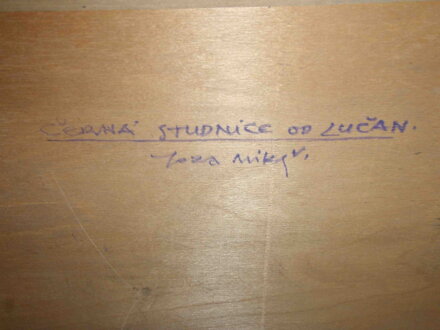 ČERNÁ STUDNICE OD LUČAN.